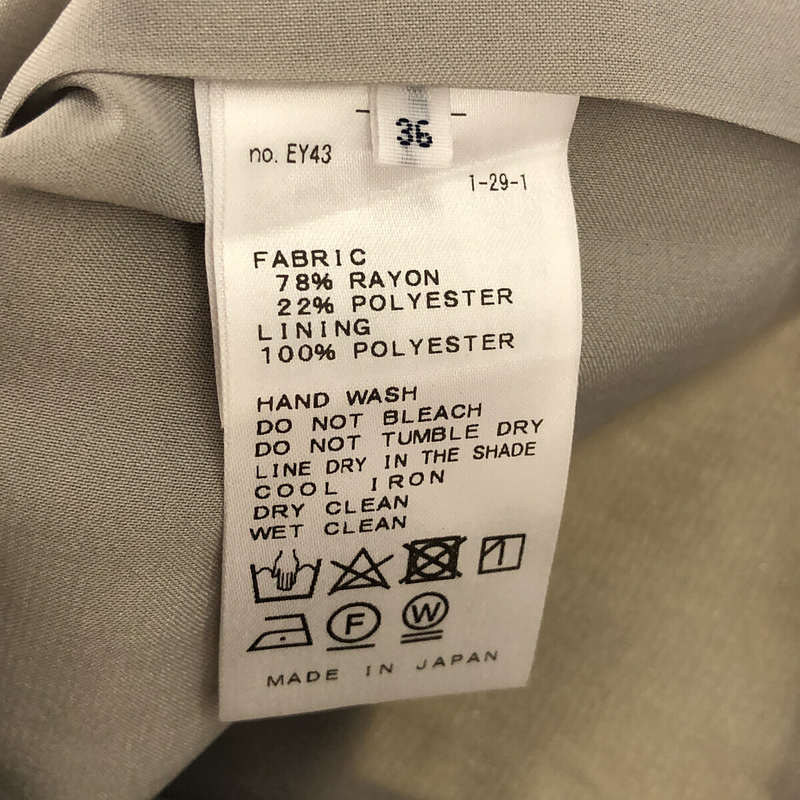 36
no. EY43
1-29-1
FABRIC
78% RAYON
22% POLYESTER
LINING
100% POLYESTER
HAND WASH
DO NOT BLEACH
DO NOT TUMBLE DRY
LINE DRY IN THE SHADE
COOL IRON
DRY CLEAN
WET CLEAN
F W
MADE IN JAPAN